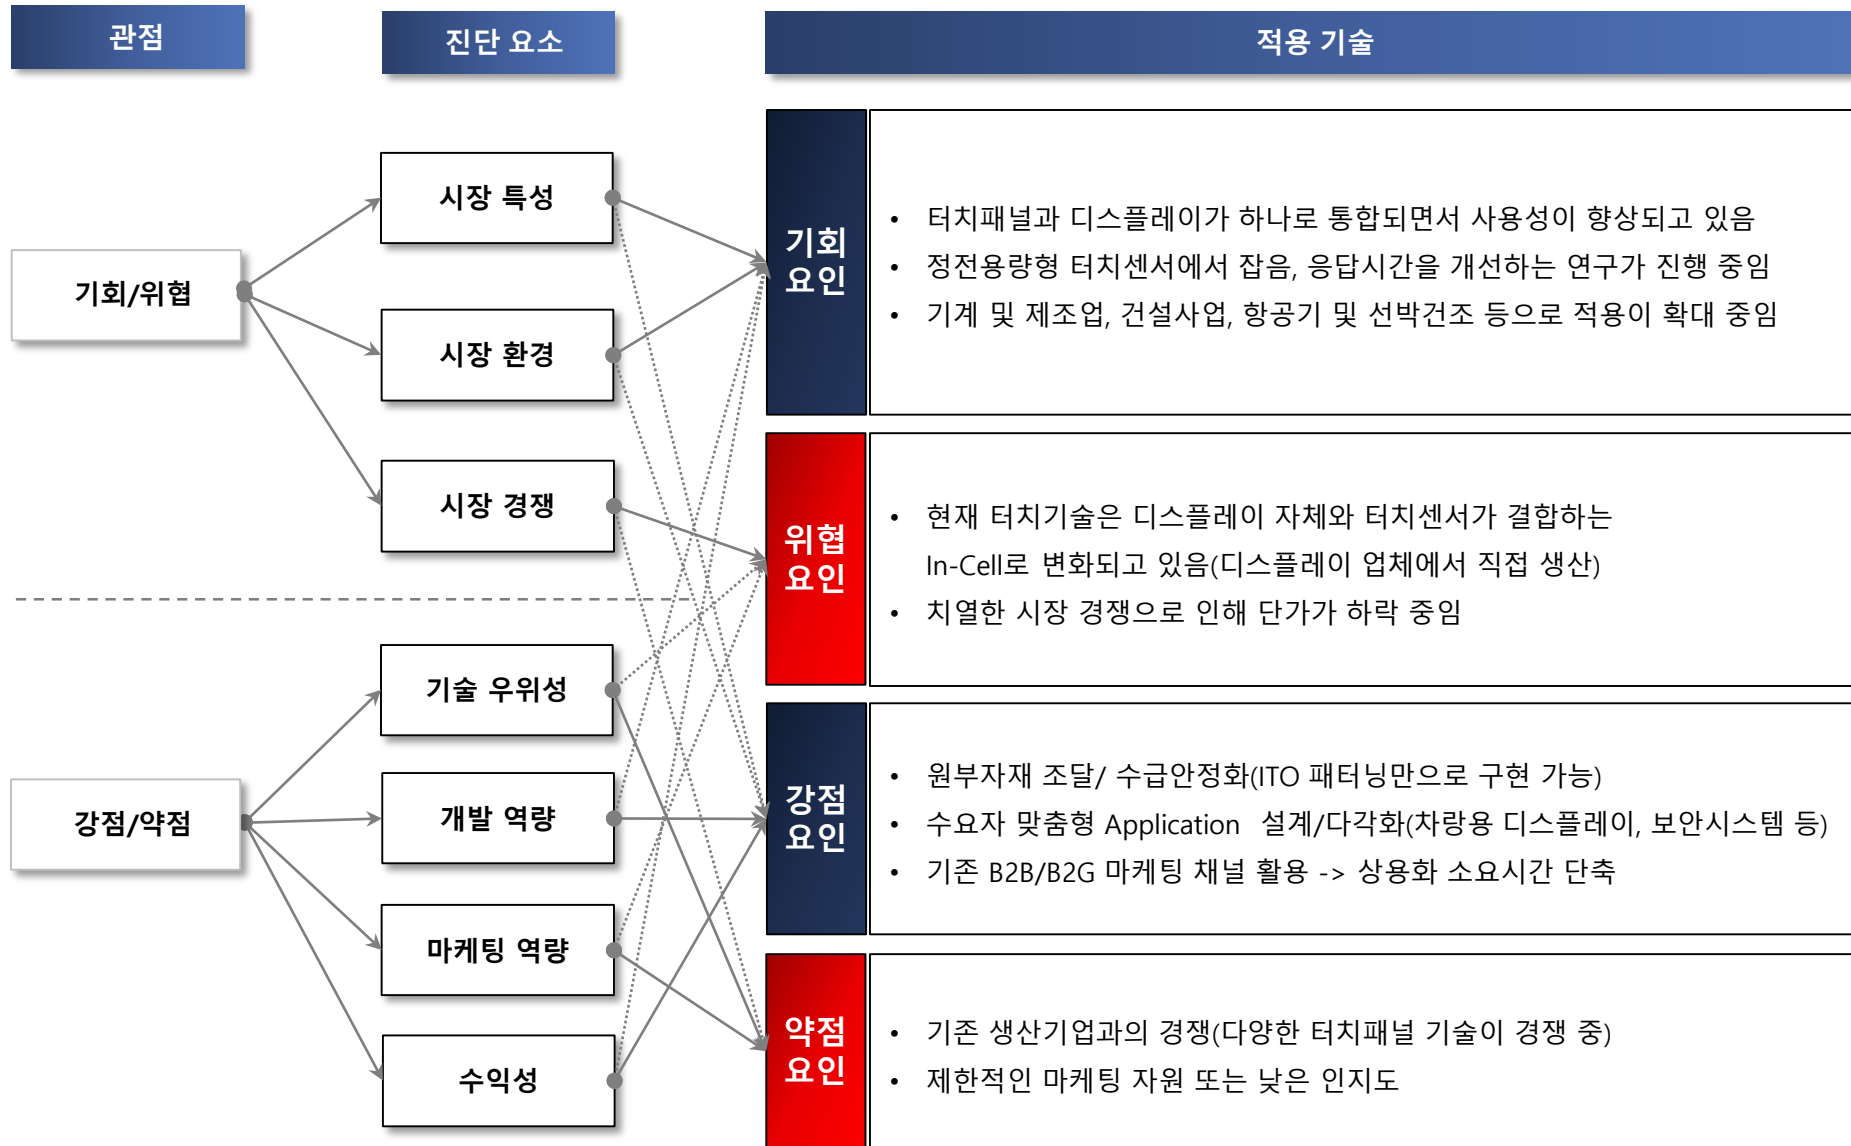 관점
진단 요소
적용 기술
기회/위협
시장 특성
시장 환경
시장 경쟁
기회
요인
• 터치패널과 디스플레이가 하나로 통합되면서 사용성이 향상되고 있음
• 정전용량형 터치센서에서 잡음, 응답시간을 개선하는 연구가 진행 중임
• 기계 및 제조업, 건설사업, 항공기 및 선박건조 등으로 적용이 확대 중임
위협
요인
• 현재 터치기술은 디스플레이 자체와 터치센서가 결합하는
In-Cell로 변화되고 있음(디스플레이 업체에서 직접 생산)
• 치열한 시장 경쟁으로 인해 단가가 하락 중임
강점/약점
기술 우위성
개발 역량
마케팅 역량
수익성
강점
요인
• 원부자재 조달/ 수급안정화(ITO 패터닝만으로 구현 가능)
• 수요자 맞춤형 Application 설계/다각화(차량용 디스플레이, 보안시스템 등)
• 기존 B2B/B2G 마케팅 채널 활용 -> 상용화 소요시간 단축
약점
요인
• 기존 생산기업과의 경쟁(다양한 터치패널 기술이 경쟁 중)
• 제한적인 마케팅 자원 또는 낮은 인지도